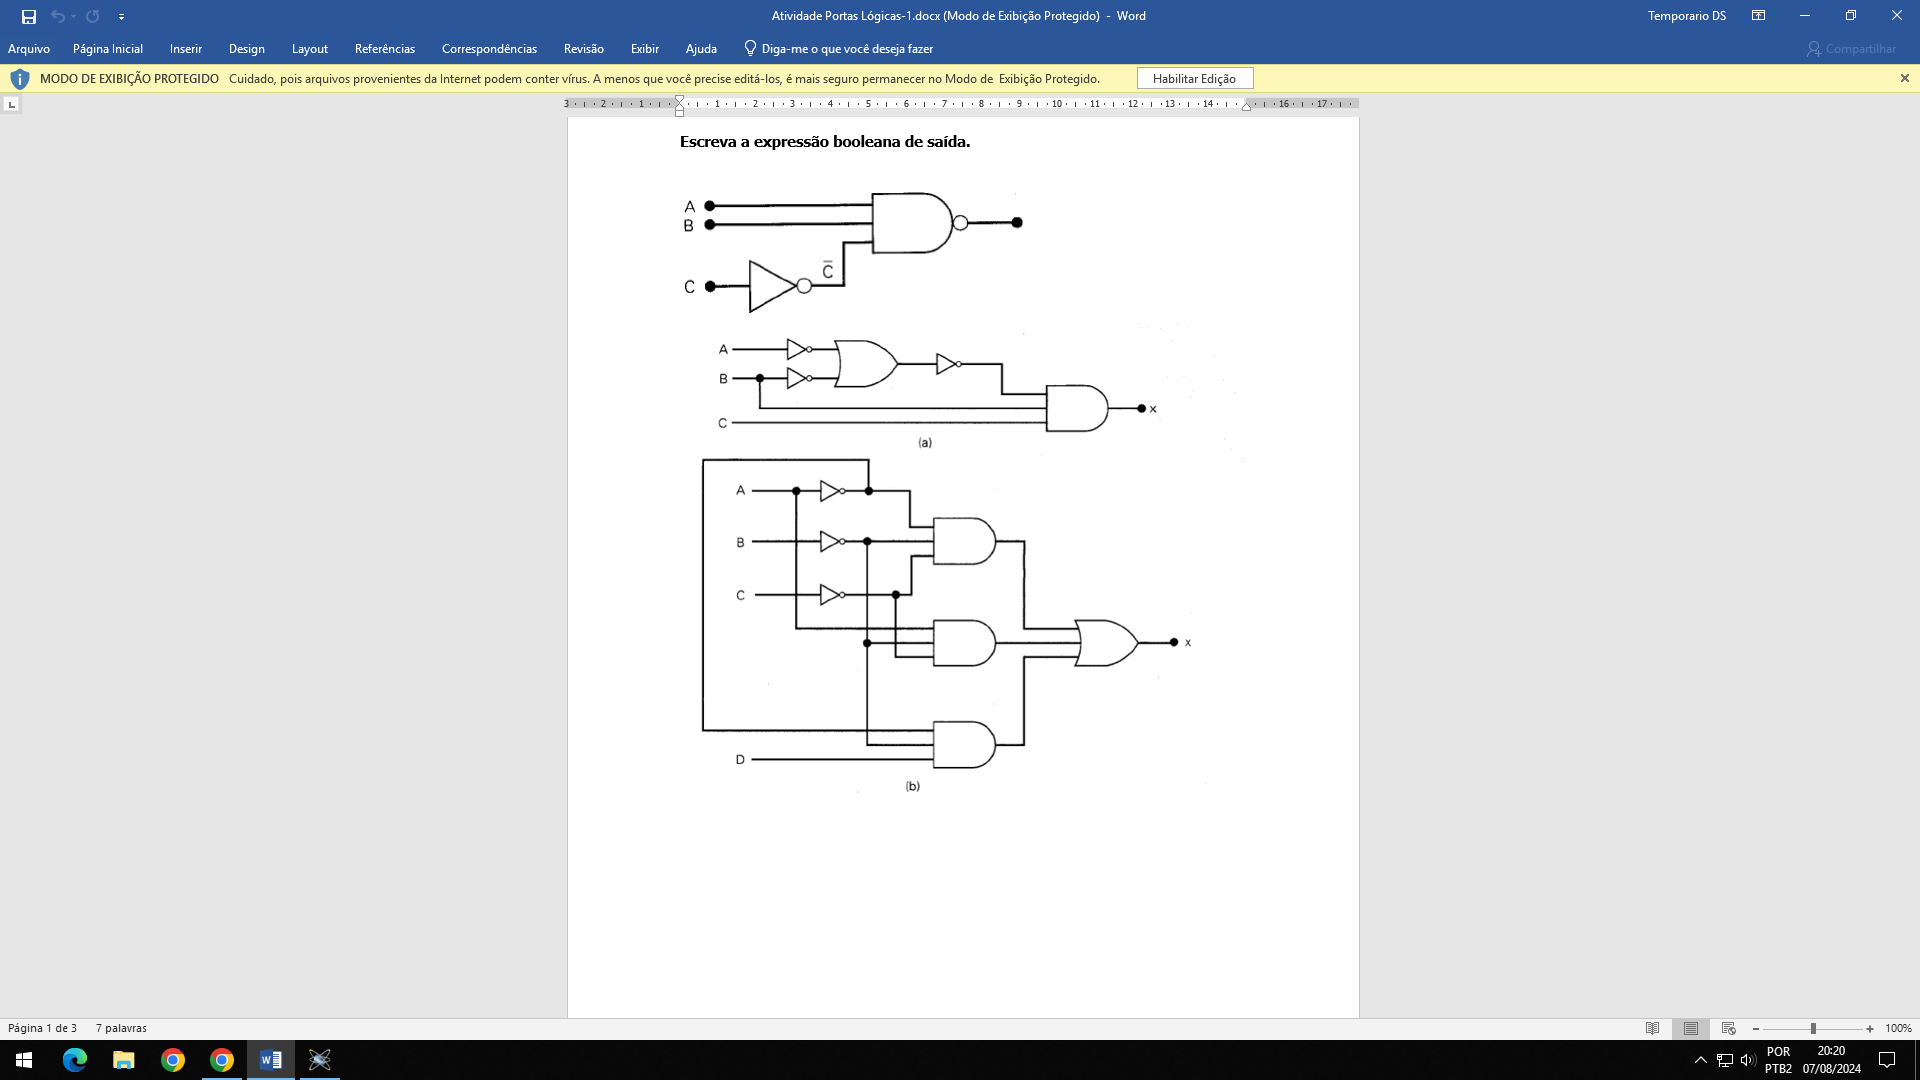 Atividade Portas Lógicas-1.docx (Modo de Exibição Protegido) - Word
Temporario DS
Arquivo Página Inicial Inserir Design Layout Referências Correspondências Revisão Exibir Ajuda Diga-me o que você deseja fazer Compartilhar
MODO DE EXIBIÇÃO PROTEGIDO Cuidado, pois arquivos provenientes da Internet podem conter vírus. A menos que você precise editá-los, é mais seguro permanecer no Modo de Exibição Protegido. Habilitar Edição
3 2 1 1 2 3 4 5 6 7 8 9 10 11 12 13 14 16 17
Escreva a expressão booleana de saída.
A
B
C̅
C
A
B
x
C
(a)
A
B
C
x
D
(b)
Página 1 de 3 7 palavras
100%
POR
PTB2
20:20
07/08/2024